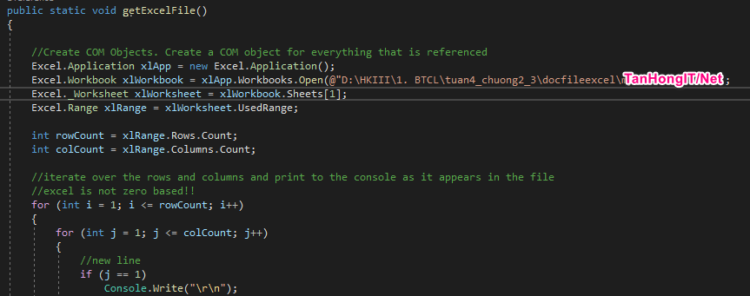 public static void getExcelFile()
{
//Create COM Objects. Create a COM object for everything that is referenced
Excel.Application xlApp = new Excel.Application();
Excel.Workbook xlWorkbook = xlApp.Workbooks.Open(@"D:\HKIII\1. BTCL\tuan4_chuong2_3\docfileexcel\ TanHongIT/Net ;
Excel._Worksheet xlWorksheet = xlWorkbook.Sheets[1];
Excel.Range xlRange = xlWorksheet.UsedRange;
int rowCount = xlRange.Rows.Count;
int colCount = xlRange.Columns.Count;
//iterate over the rows and columns and print to the console as it appears in the file
//excel is not zero based!!
for (int i = 1; i <= rowCount; i++)
{
for (int j = 1; j <= colCount; j++)
{
//new line
if (j == 1)
Console.Write("\r\n");